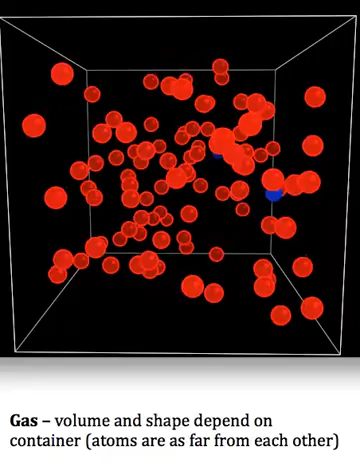 Gas – volume and shape depend on
container (atoms are as far from each other)